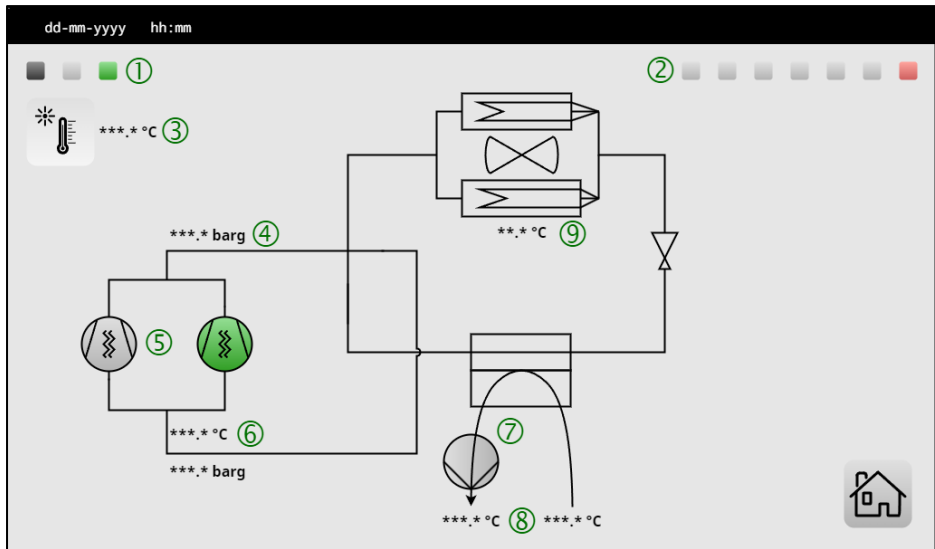 dd-mm-yyyy hh:mm
① ②
***.* °C ③
***.* barg ④
**.* °C ⑨
⑤
***.* °C ⑥
***.* barg
⑦
***.* °C ⑧ ***.* °C